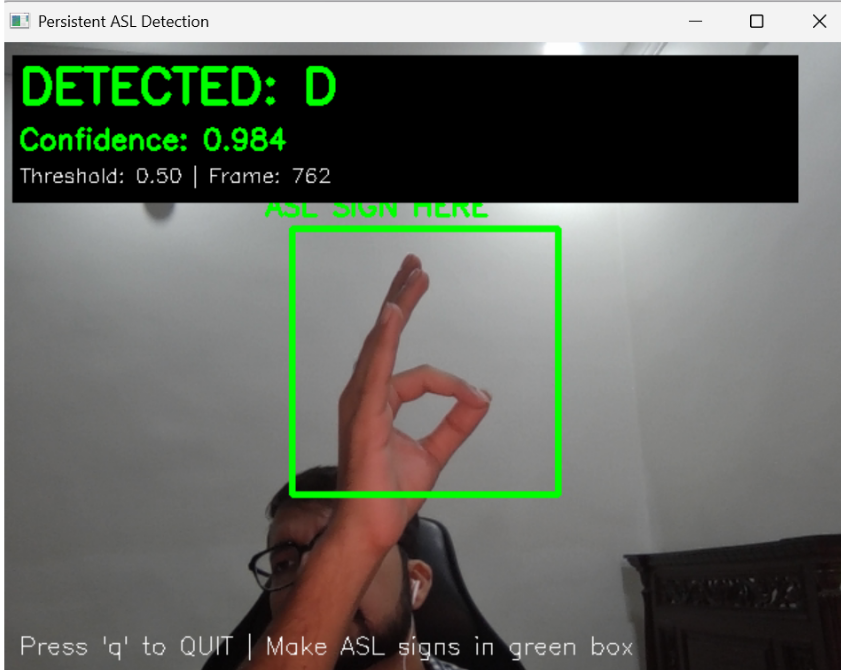 Persistent ASL Detection
DETECTED: D
Confidence: 0.984
Threshold: 0.50 | Frame: 762
ASL SIGN HERE
Press 'q' to QUIT | Make ASL signs in green box